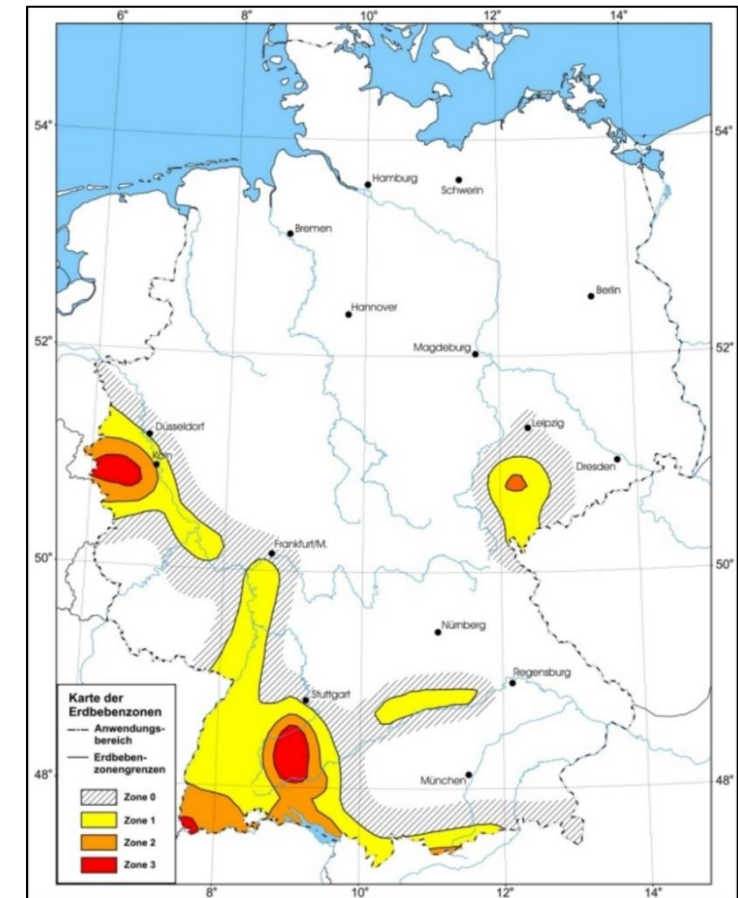 6° 8° 10° 12° 14°
54° 54°
Hamburg
Schwerin
Bremen
Berlin
Hannover
52° 52°
Magdeburg
Düsseldorf
Leipzig
Köln
Dresden
50° 50°
Frankfurt/M.
Nürnberg
Regensburg
Stuttgart
Karte der
Erdbebenzonen
Anwendungs-
bereich
Erdbeben-
zonengrenzen
48° 48°
München
Zone 0
Zone 1
Zone 2
Zone 3
8° 10° 12° 14°